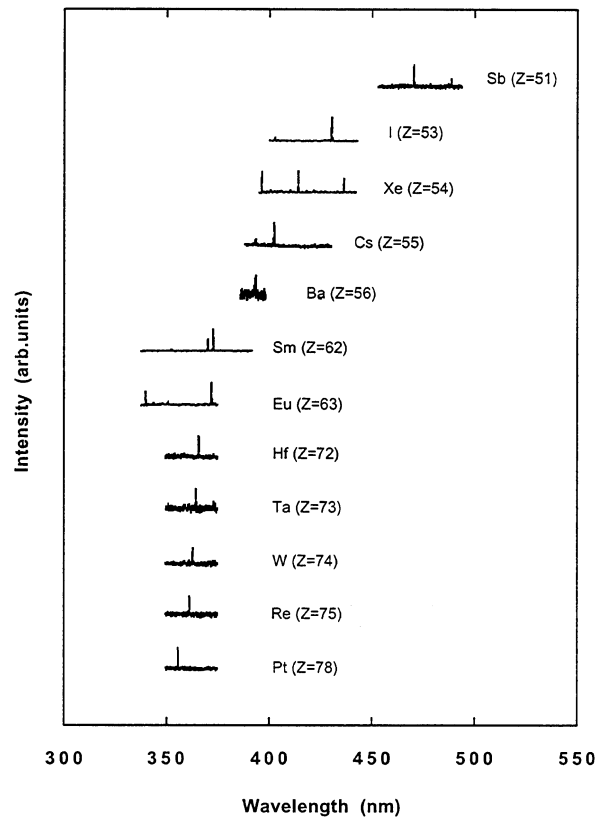 Sb (Z=51)
I (Z=53)
Xe (Z=54)
Cs (Z=55)
Ba (Z=56)
Sm (Z=62)
Eu (Z=63)
Hf (Z=72)
Ta (Z=73)
W (Z=74)
Re (Z=75)
Pt (Z=78)
Intensity (arb.units)
300 350 400 450 500 550
Wavelength (nm)